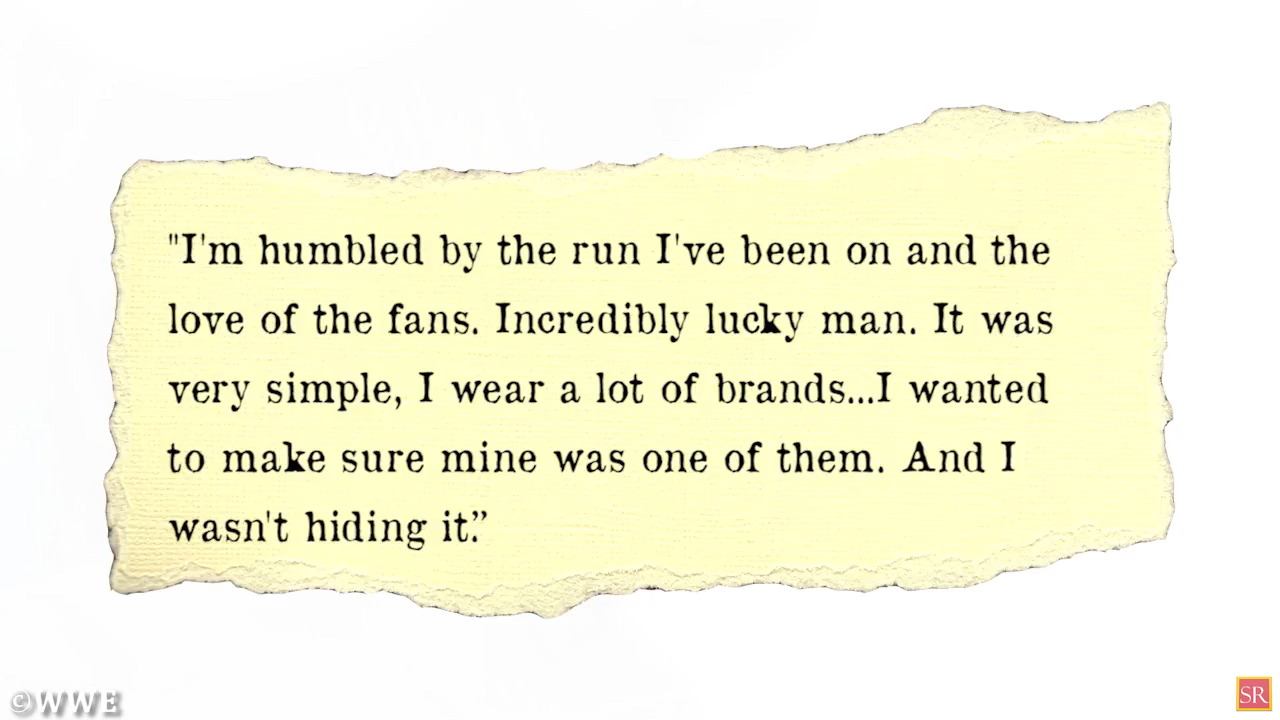 "I'm humbled by the run I've been on and the
love of the fans. Incredibly lucky man. It was
very simple, I wear a lot of brands...I wanted
to make sure mine was one of them. And I
wasn't hiding it.”
©WWE
SR